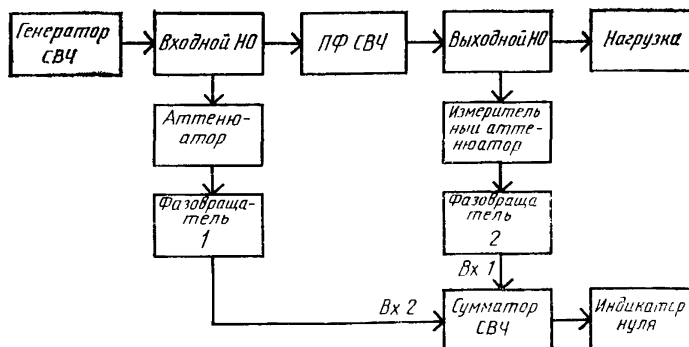 Генератор
СВЧ
Входной НО
ПФ СВЧ
Выходной НО
Нагрузка
Аттеню-
атор
Измеритель
ный атте-
нюатор
Фазовраща-
тель
1
Фазовраща
тель
2
Вх 1
Вх 2
Сумматор
СВЧ
Индикатор
нуля